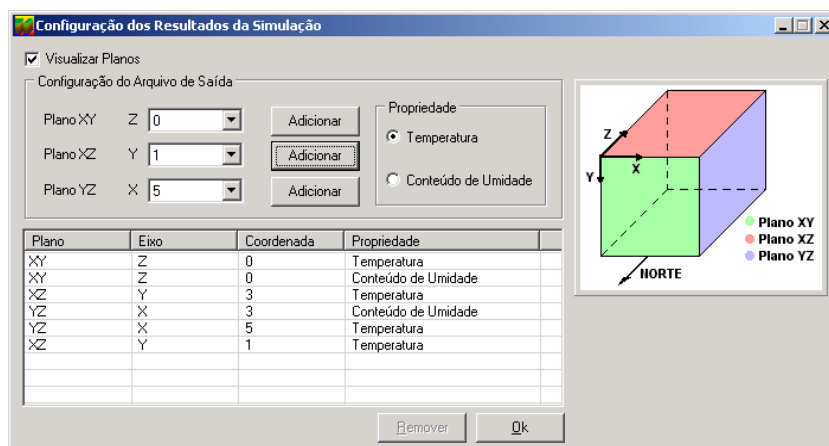 Configuração dos Resultados da Simulação
Visualizar Planos
Configuração do Arquivo de Saída
Plano XY Z 0 Adicionar
Plano XZ Y 1 Adicionar
Plano YZ X 5 Adicionar
Propriedade
Temperatura
Conteúdo de Umidade
Plano Eixo Coordenada Propriedade
XY Z 0 Temperatura
XY Z 0 Conteúdo de Umidade
XZ Y 3 Temperatura
YZ X 3 Conteúdo de Umidade
YZ X 5 Temperatura
XZ Y 1 Temperatura
Remover Ok
Z
X
Y
Plano XY
Plano XZ
Plano YZ
NORTE